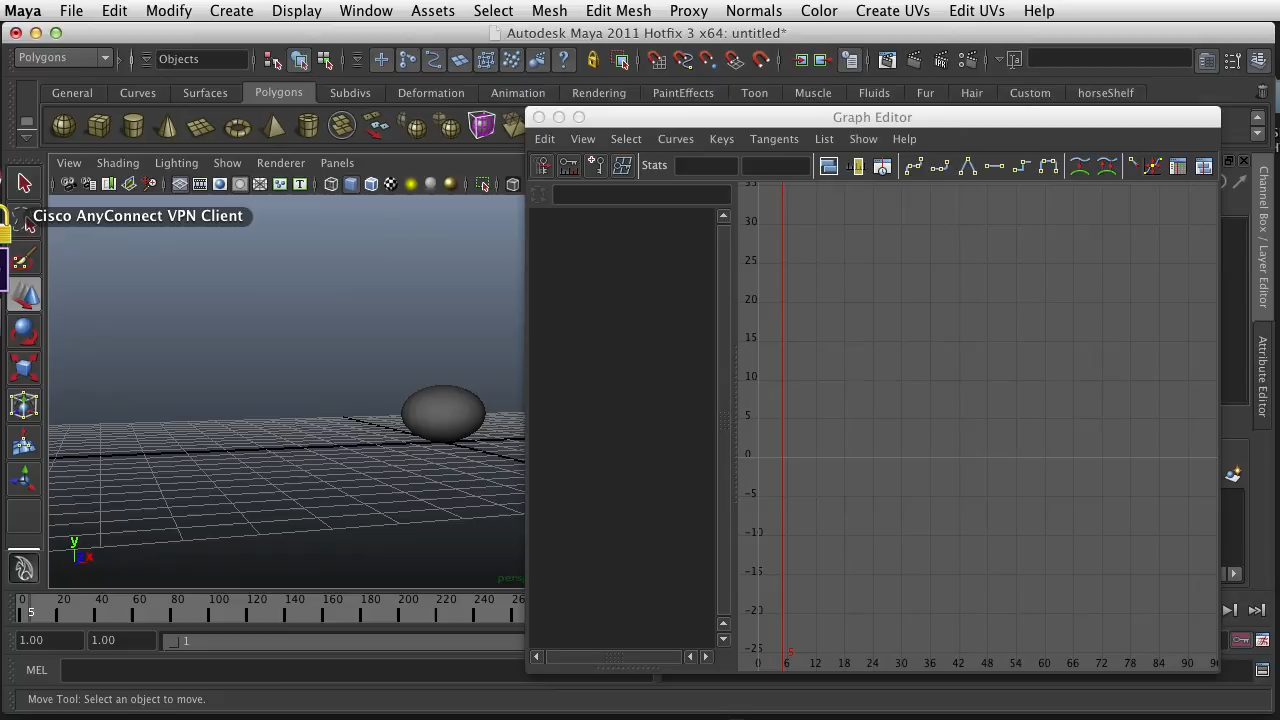 Maya File Edit Modify Create Display Window Assets Select Mesh Edit Mesh Proxy Normals Color Create UVs Edit UVs Help
Autodesk Maya 2011 Hotfix 3 x64: untitled*
Polygons Objects
General Curves Surfaces Polygons Subdivs Deformation Animation Rendering PaintEffects Toon Muscle Fluids Fur Hair Custom horseShelf
Graph Editor
Edit View Select Curves Keys Tangents List Show Help
View Shading Lighting Show Renderer Panels
Stats
Cisco AnyConnect VPN Client
Channel Box / Layer Editor
Attribute Editor
30
25
20
15
10
5
0
-5
-10
-15
-20
-25
0 6 12 18 24 30 36 42 48 54 60 66 72 78 84 90
5
y
x
0 20 40 60 80 100 120 140 160 180 200 220 240
5
1.00 1.00 1
MEL
Move Tool: Select an object to move.